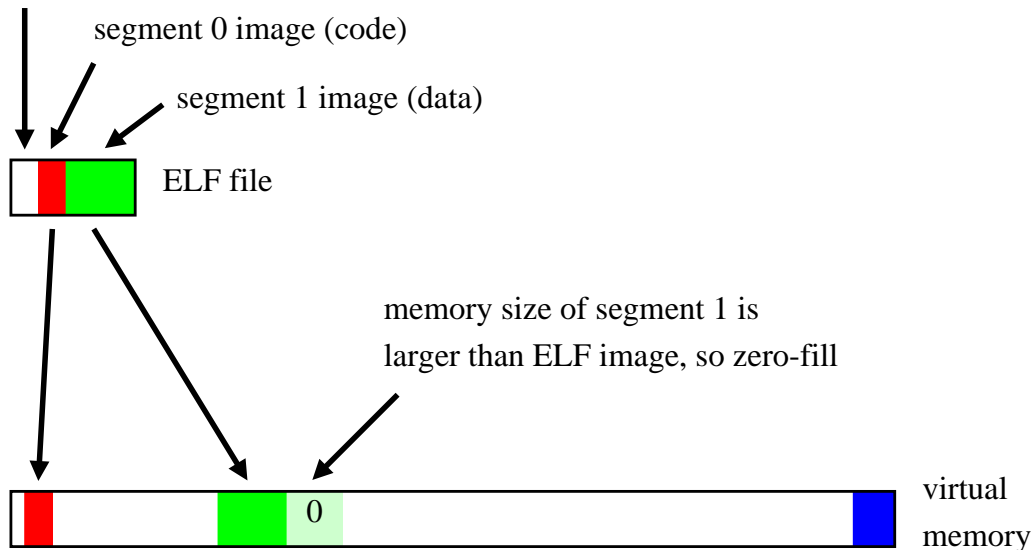 segment 0 image (code)
segment 1 image (data)
ELF file
memory size of segment 1 is
larger than ELF image, so zero-fill
0
virtual
memory